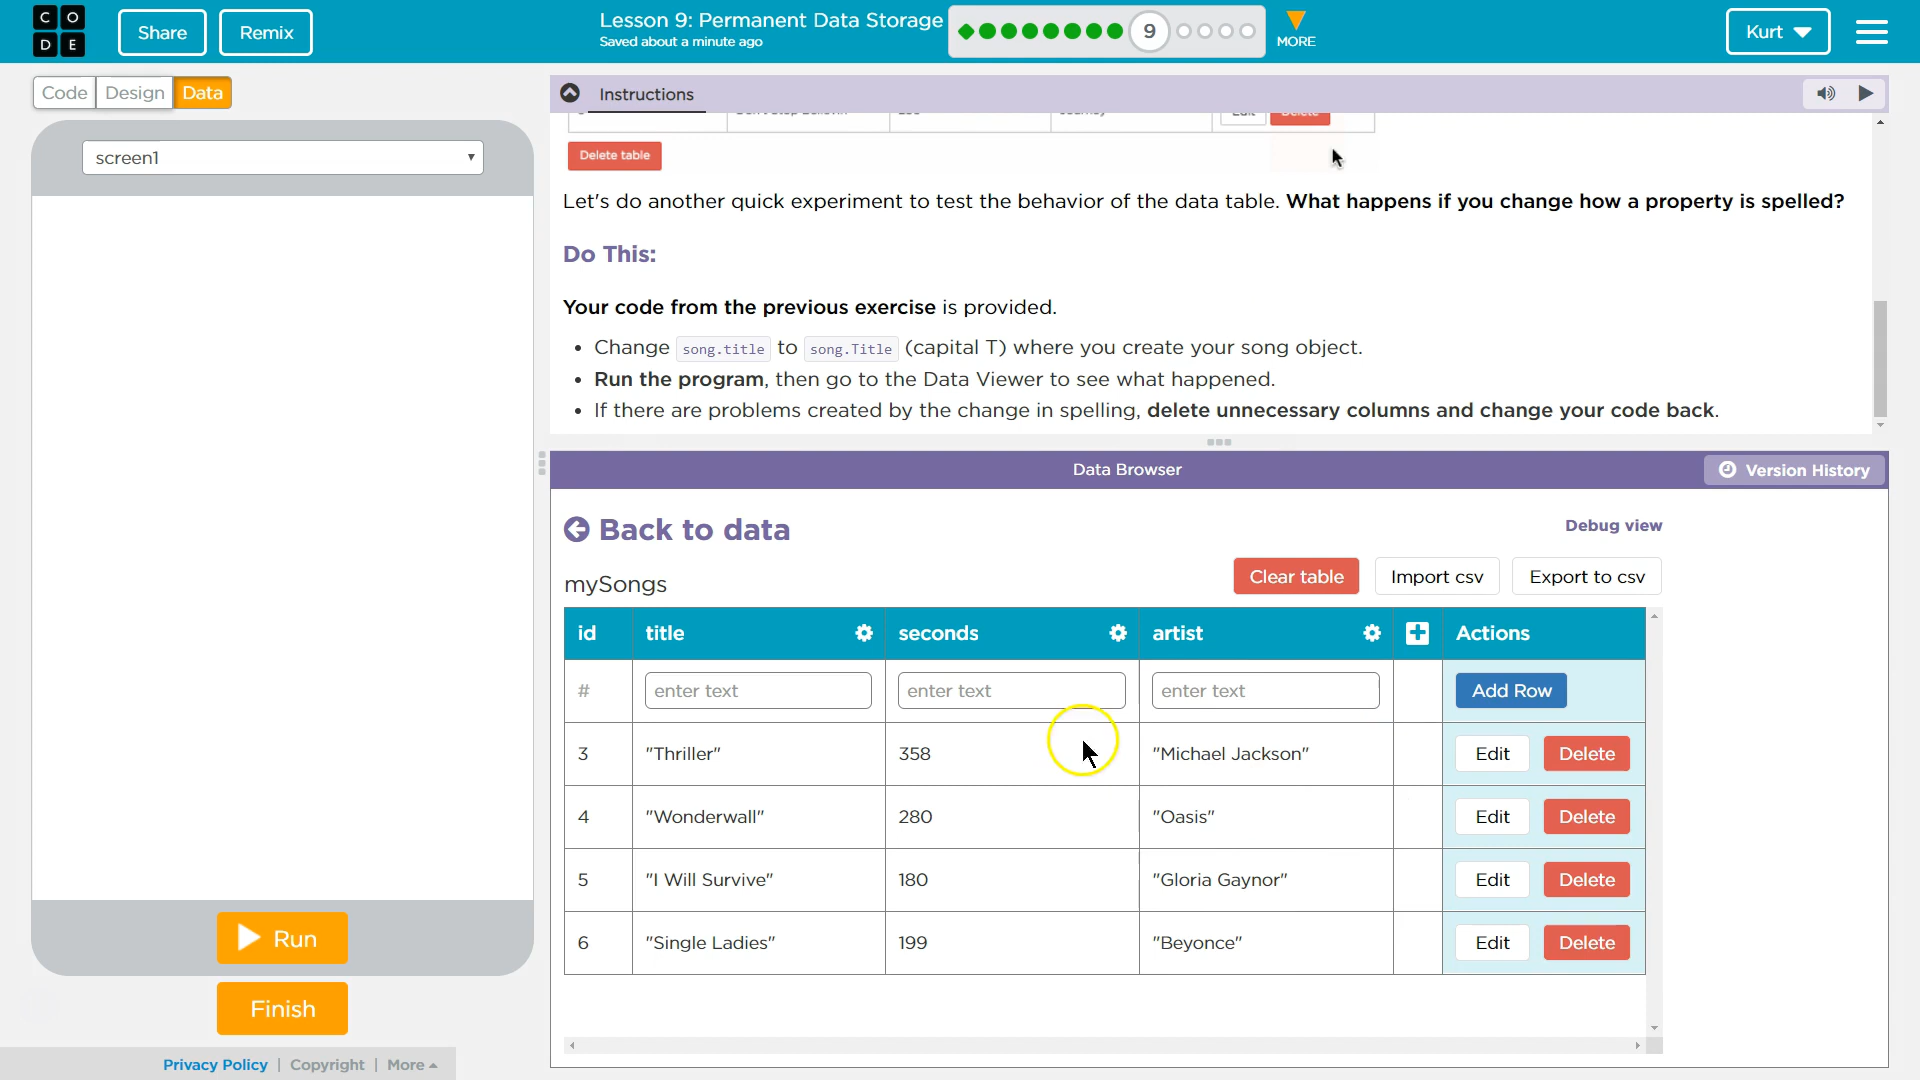 C O
D E
Share
Remix
Lesson 9: Permanent Data Storage
Saved about a minute ago
9
MORE
Kurt
Code
Design
Data
Instructions
screen1
Delete table
Let's do another quick experiment to test the behavior of the data table. What happens if you change how a property is spelled?
Do This:
Your code from the previous exercise is provided.
• Change song.title to song.Title (capital T) where you create your song object.
• Run the program, then go to the Data Viewer to see what happened.
• If there are problems created by the change in spelling, delete unnecessary columns and change your code back.
Data Browser
Version History
Back to data
Debug view
mySongs
Clear table
Import csv
Export to csv
id title seconds artist Actions
# enter text enter text enter text Add Row
3 "Thriller" 358 "Michael Jackson" Edit Delete
4 "Wonderwall" 280 "Oasis" Edit Delete
5 "I Will Survive" 180 "Gloria Gaynor" Edit Delete
6 "Single Ladies" 199 "Beyonce" Edit Delete
Run
Finish
Privacy Policy | Copyright | More